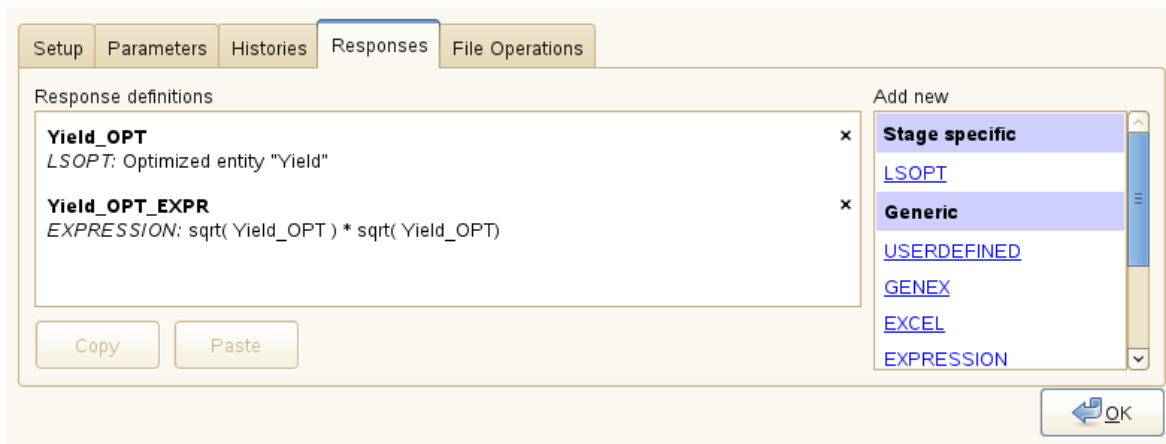 Setup Parameters Histories Responses File Operations
Response definitions
Add new
Yield_OPT
LSOPT: Optimized entity "Yield"
Yield_OPT_EXPR
EXPRESSION: sqrt( Yield_OPT ) * sqrt( Yield_OPT)
Stage specific
LSOPT
Generic
USERDEFINED
GENEX
EXCEL
EXPRESSION
Copy Paste
OK